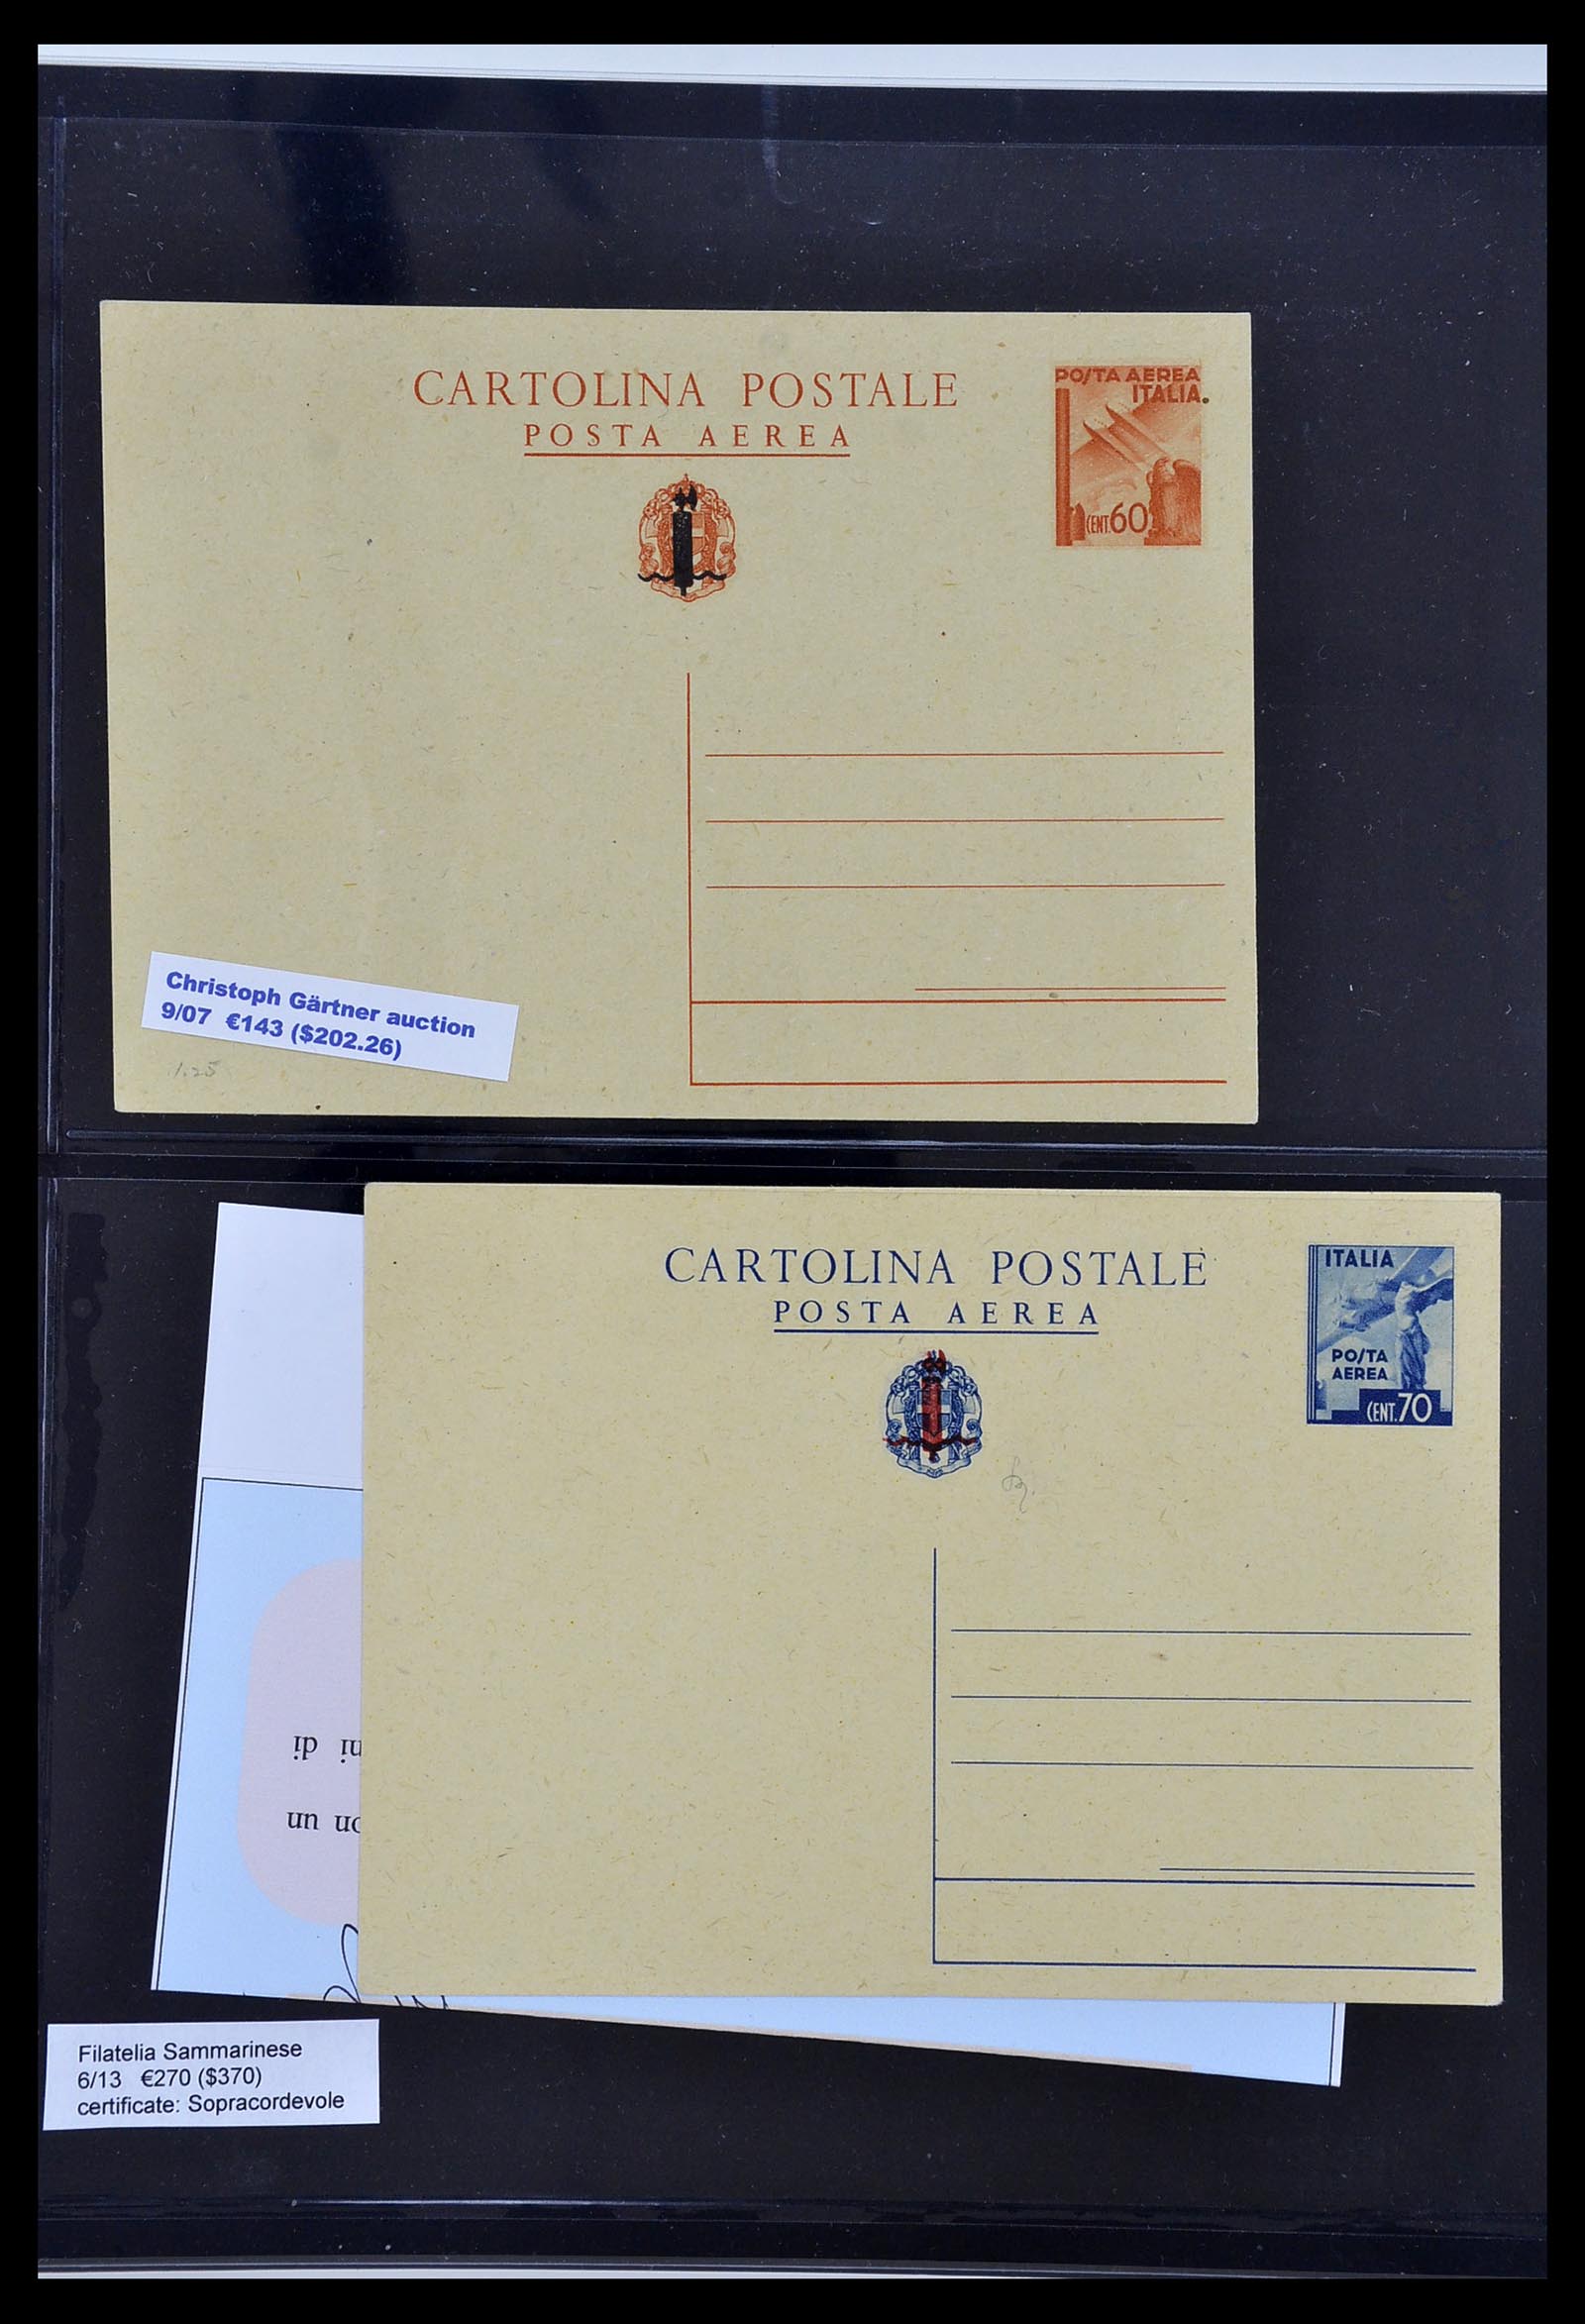 CARTOLINA POSTALE
POSTA AEREA
PO/TA AEREA
ITALIA.
CENT.60
Christoph Gärtner auction
9/07 €143 ($202.26)
1.25
CARTOLINA POSTALE
POSTA AEREA
ITALIA
PO/TA
AEREA
CENT.70
ni di
on un
Filatelia Sammarinese
6/13 €270 ($370)
certificate: Sopracordevole